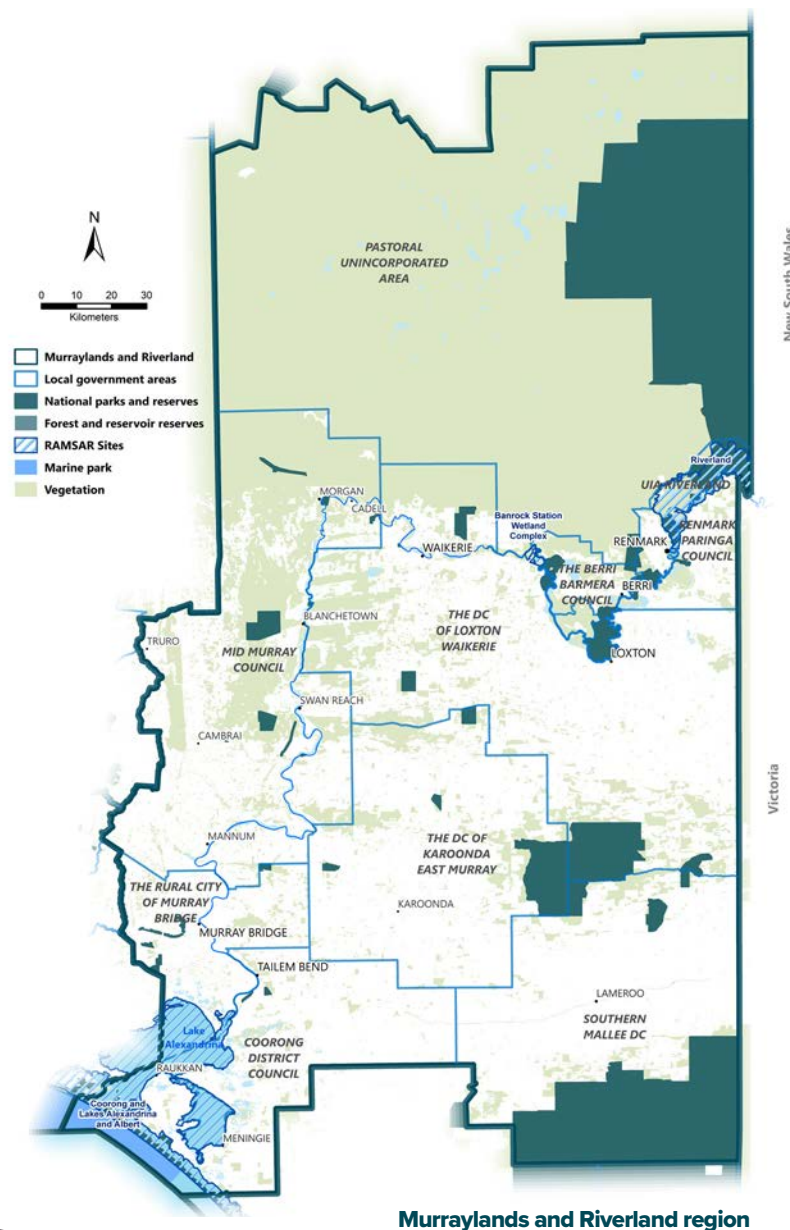 New South Wales
PASTORAL
UNINCORPORATED
AREA
N
0 10 20 30
Kilometers
Murraylands and Riverland
Local government areas
National parks and reserves
Forest and reservoir reserves
RAMSAR Sites
Marine park
Vegetation
Riverland
UIA RIVERLAND
MORGAN
CADELL
Banrock Station
Wetland
Complex
RENMARK
PARINGA
COUNCIL
RENMARK
WAIKERIE
THE BERRI
BARMERA
COUNCIL
BERRI
BLANCHETOWN
THE DC
OF LOXTON
WAIKERIE
TRURO
MID MURRAY
COUNCIL
LOXTON
SWAN REACH
CAMBRAI
Victoria
MANNUM
THE DC OF
KAROONDA
EAST MURRAY
THE RURAL CITY
OF MURRAY
BRIDGE
KAROONDA
MURRAY BRIDGE
TAILEM BEND
LAMEROO
SOUTHERN
MALLEE DC
Lake
Alexandrina
COORONG
DISTRICT
COUNCIL
RAUKKAN
Coorong and
Lakes Alexandrina
and Albert
MENINGIE
Murraylands and Riverland region